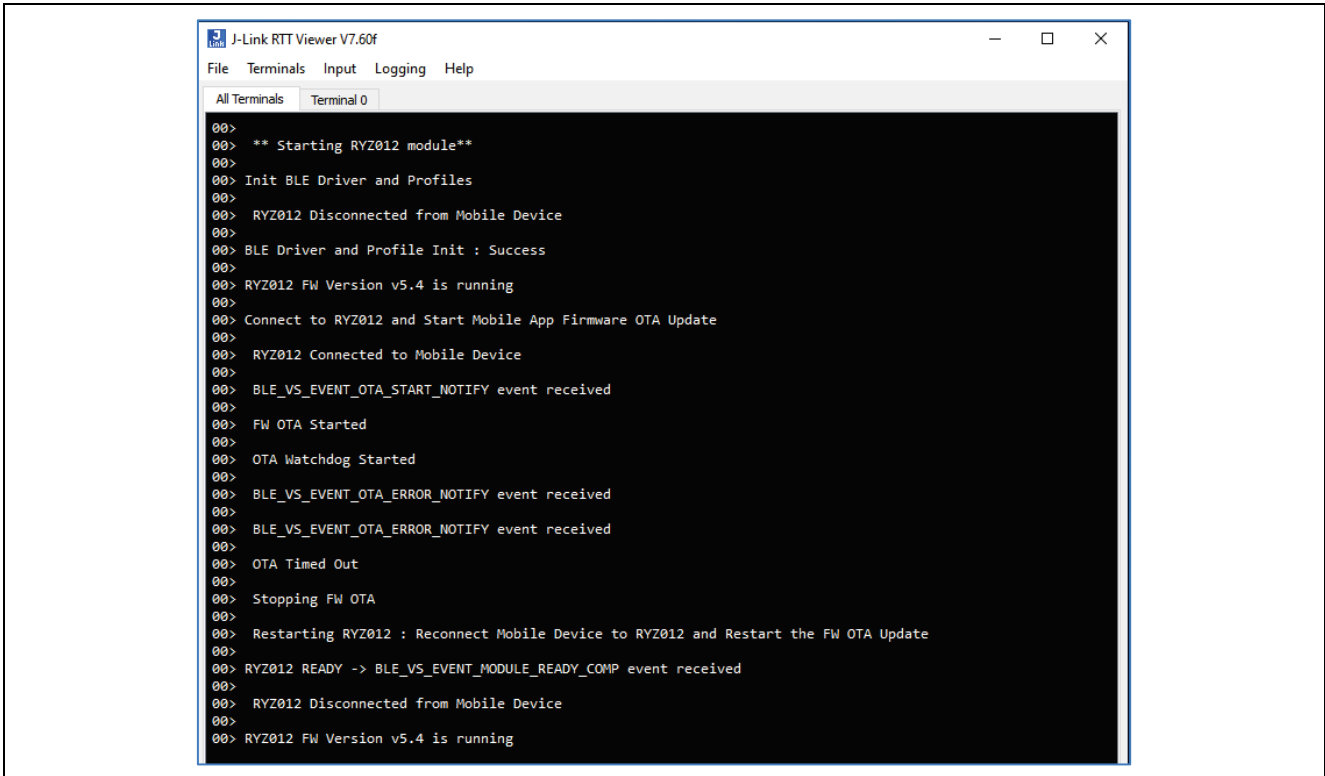 J-Link RTT Viewer V7.60f
File Terminals Input Logging Help
All Terminals Terminal 0
00>
00>  ** Starting RYZ012 module**
00>
00> Init BLE Driver and Profiles
00>
00>  RYZ012 Disconnected from Mobile Device
00>
00> BLE Driver and Profile Init : Success
00>
00> RYZ012 FW Version v5.4 is running
00>
00> Connect to RYZ012 and Start Mobile App Firmware OTA Update
00>
00>  RYZ012 Connected to Mobile Device
00>
00>  BLE_VS_EVENT_OTA_START_NOTIFY event received
00>
00>  FW OTA Started
00>
00>  OTA Watchdog Started
00>
00>  BLE_VS_EVENT_OTA_ERROR_NOTIFY event received
00>
00>  BLE_VS_EVENT_OTA_ERROR_NOTIFY event received
00>
00>  OTA Timed Out
00>
00>  Stopping FW OTA
00>
00>  Restarting RYZ012 : Reconnect Mobile Device to RYZ012 and Restart the FW OTA Update
00>
00> RYZ012 READY -> BLE_VS_EVENT_MODULE_READY_COMP event received
00>
00>  RYZ012 Disconnected from Mobile Device
00>
00> RYZ012 FW Version v5.4 is running